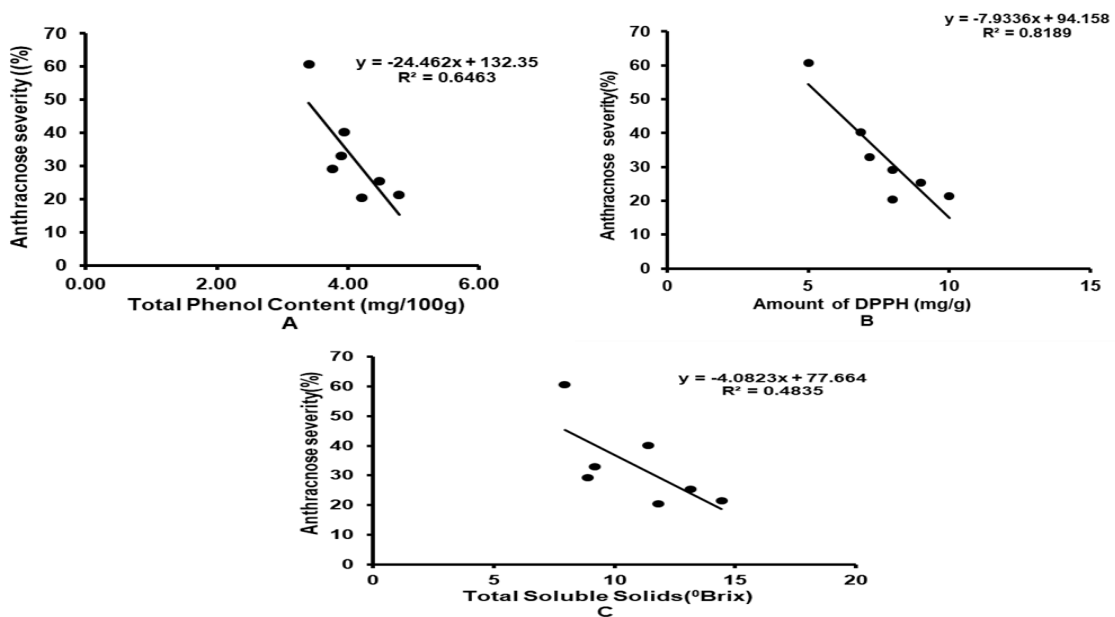 70
60
50
40
30
20
10
0
Anthracnose severity ((%)
y = -24.462x + 132.35
R² = 0.6463
0.00 2.00 4.00 6.00
Total Phenol Content (mg/100g)
A
70
60
50
40
30
20
10
0
Anthracnose severity(%)
y = -7.9336x + 94.158
R² = 0.8189
0 5 10 15
Amount of DPPH (mg/g)
B
70
60
50
40
30
20
10
0
Anthracnose severity(%)
y = -4.0823x + 77.664
R² = 0.4835
0 5 10 15 20
Total Soluble Solids(⁰Brix)
C